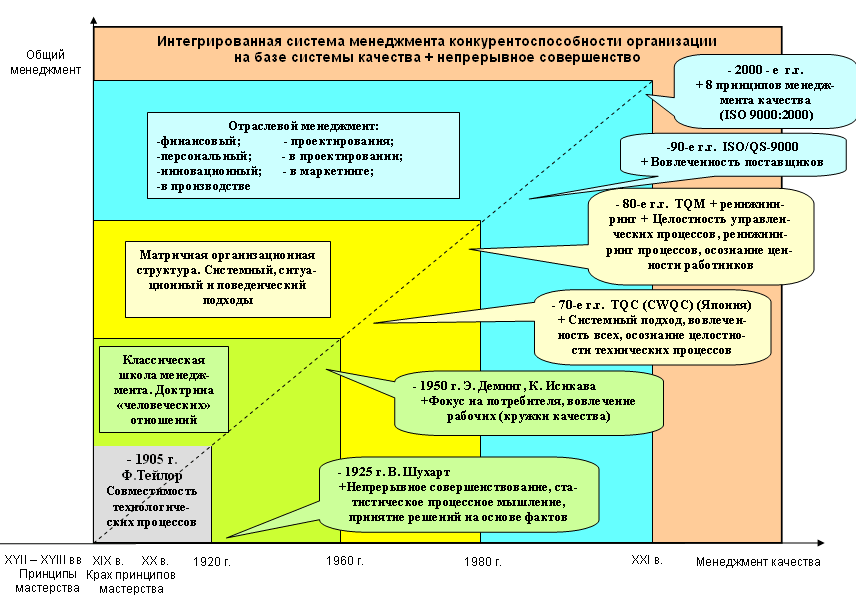 Общий
менеджмент
Интегрированная система менеджмента конкурентоспособности организации
на базе системы качества + непрерывное совершенство
- 2000 - е г.г.
+ 8 принципов менедж-
мента качества
(ISO 9000:2000)
Отраслевой менеджмент:
-финансовый; - проектирования;
-персональный; - в проектировании;
-инновационный; - в маркетинге;
-в производстве
-90-е г.г. ISO/QS-9000
+ Вовлеченность поставщиков
- 80-е г.г. TQM + ренижини-
ринг + Целостность управлен-
ческих процессов, ренижини-
ринг процессов, осознание цен-
ности работников
Матричная организационная
структура. Системный, ситуа-
ционный и поведенческий
подходы
- 70-е г.г. TQC (CWQC) (Япония)
+ Системный подход, вовлечен-
ность всех, осознание целостно-
сти технических процессов
Классическая
школа менедж-
мента. Доктрина
«человеческих»
отношений
- 1950 г. Э. Деминг, К. Исикава
+Фокус на потребителя, вовлечение
рабочих (кружки качества)
- 1905 г.
Ф.Тейлор
Совместимость
технологиче-
ских процессов
- 1925 г. В. Шухарт
+Непрерывное совершенствование, ста-
тистическое процессное мышление,
принятие решений на основе фактов
XYII – XYIII вв
Принципы
мастерства
XIX в. XX в.
Крах принципов
мастерства
1920 г.
1960 г.
1980 г.
XXI в.
Менеджмент качества